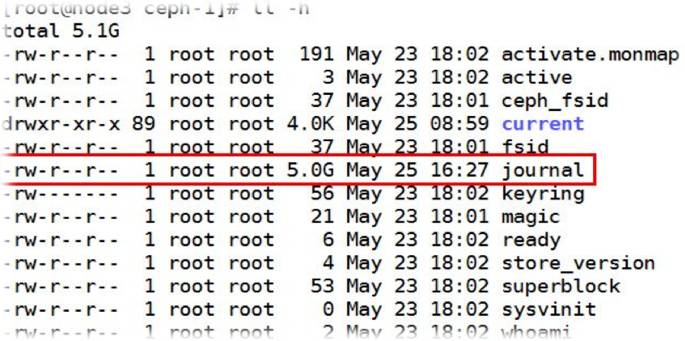 [root@node3 ceph-1]# ll -h
total 5.1G
-rw-r--r-- 1 root root 191 May 23 18:02 activate.monmap
-rw-r--r-- 1 root root 3 May 23 18:02 active
-rw-r--r-- 1 root root 37 May 23 18:01 ceph_fsid
drwxr-xr-x 89 root root 4.0K May 25 08:59 current
-rw-r--r-- 1 root root 37 May 23 18:01 fsid
-rw-r--r-- 1 root root 5.0G May 25 16:27 journal
-rw------- 1 root root 56 May 23 18:02 keyring
-rw-r--r-- 1 root root 21 May 23 18:01 magic
-rw-r--r-- 1 root root 6 May 23 18:02 ready
-rw-r--r-- 1 root root 4 May 23 18:02 store_version
-rw-r--r-- 1 root root 53 May 23 18:02 superblock
-rw-r--r-- 1 root root 0 May 23 18:02 sysvinit
-rw-r--r-- 1 root root 2 May 23 18:02 whoami